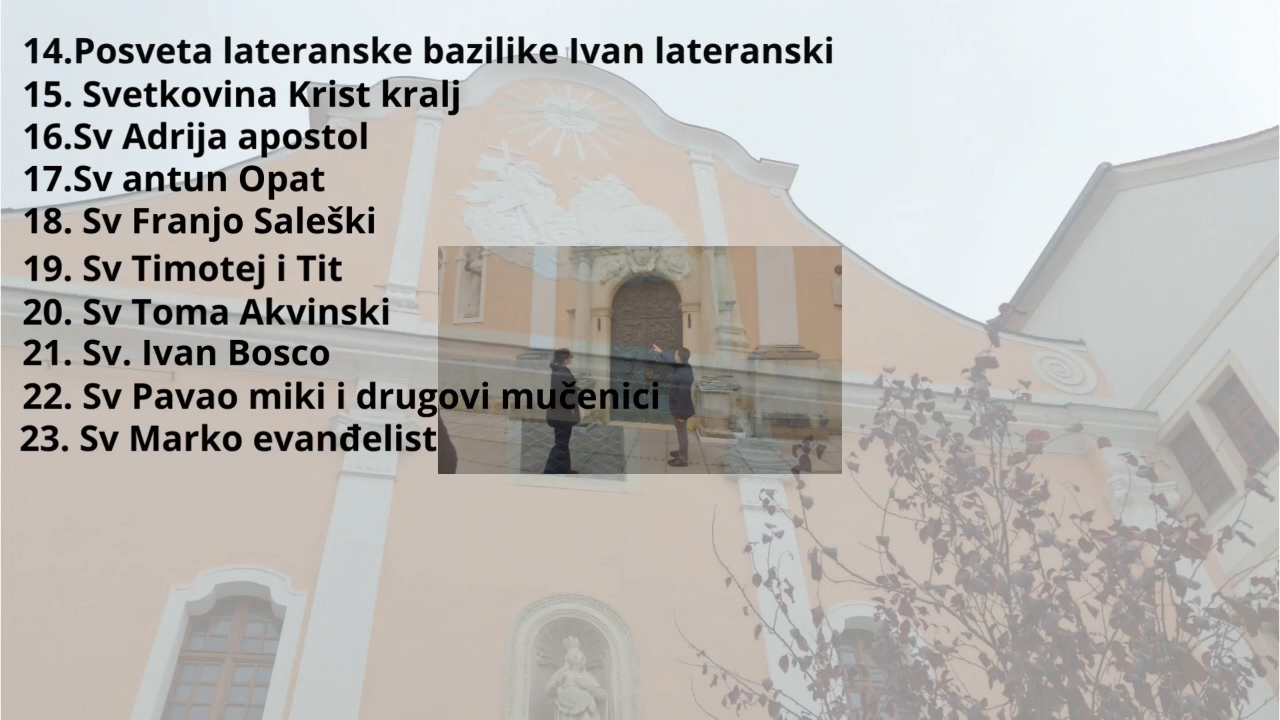 14.Posveta lateranske bazilike Ivan lateranski
15. Svetkovina Krist kralj
16.Sv Adrija apostol
17.Sv antun Opat
18. Sv Franjo Saleški
19. Sv Timotej i Tit
20. Sv Toma Akvinski
21. Sv. Ivan Bosco
22. Sv Pavao miki i drugovi mučenici
23. Sv Marko evanđelist